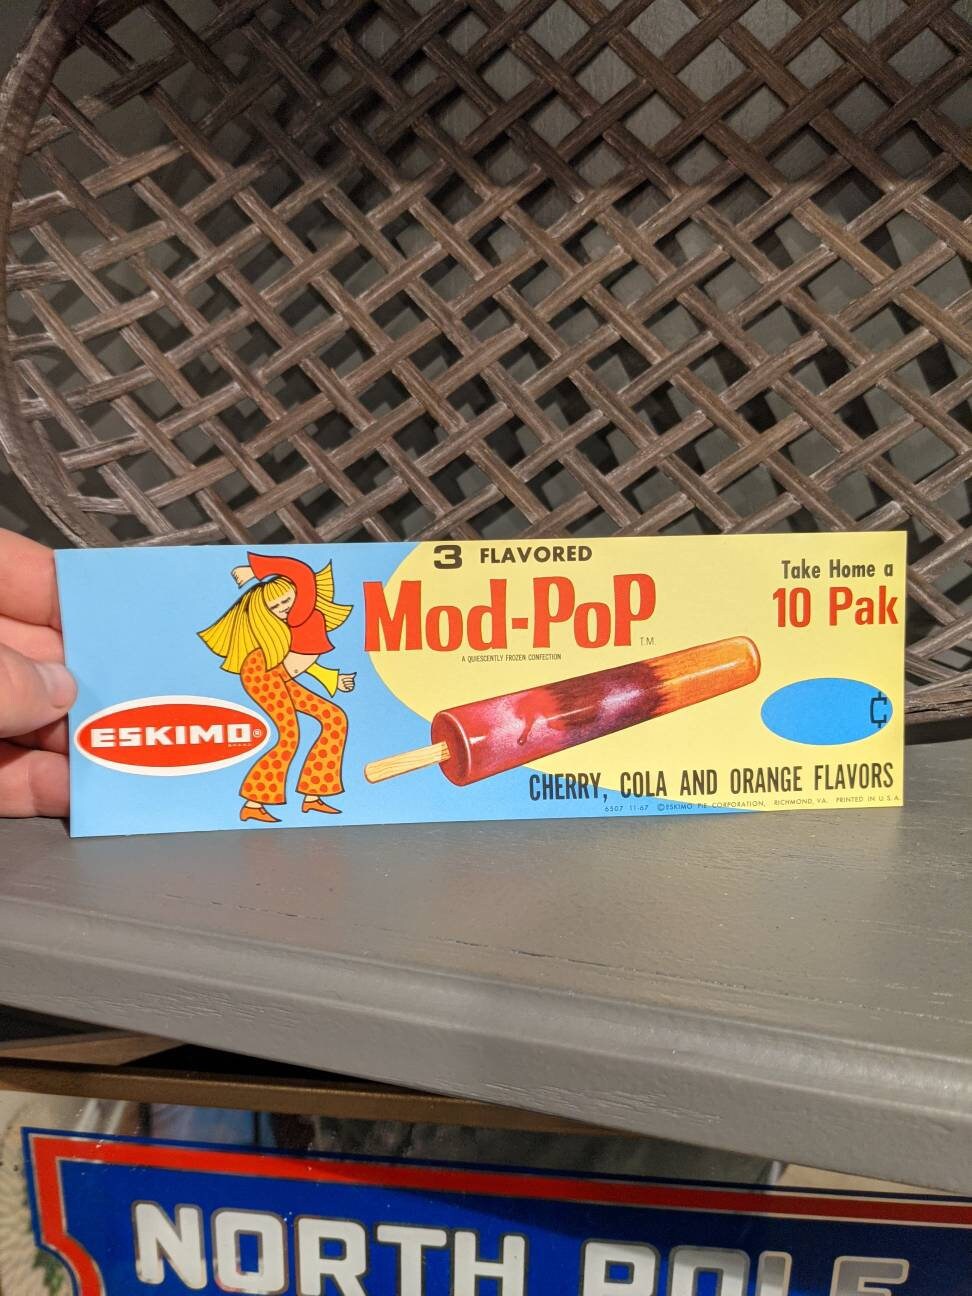 3 FLAVORED
Mod-PoP T.M.
A QUIESCENTLY FROZEN CONFECTION
Take Home a
10 Pak
¢
ESKIMO®
BRAND
CHERRY, COLA AND ORANGE FLAVORS
6507 11-67 ©ESKIMO PIE CORPORATION, RICHMOND, VA. PRINTED IN U.S.A.
NORTH POLE